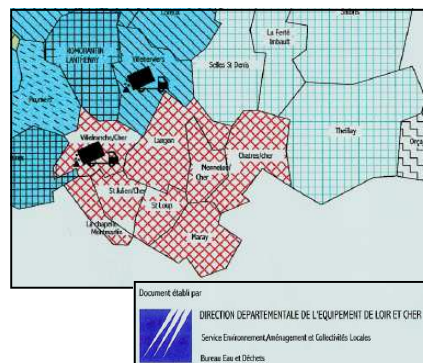 La Ferté
Imbault
ROMORANTIN
LANTHENAY
Selles St Denis
Villeherviers
Theillay
Villefranche/Cher
Langon
Chatres/cher
Mennetou/
Cher
St Julien/Cher
St Loup
La chapelle
Montmartin
Maray
Document établi par
DIRECTION DEPARTEMENTALE DE L'EQUIPEMENT DE LOIR ET CHER
Service Environnement,Aménagement et Collectivités Locales
Bureau Eau et Déchets